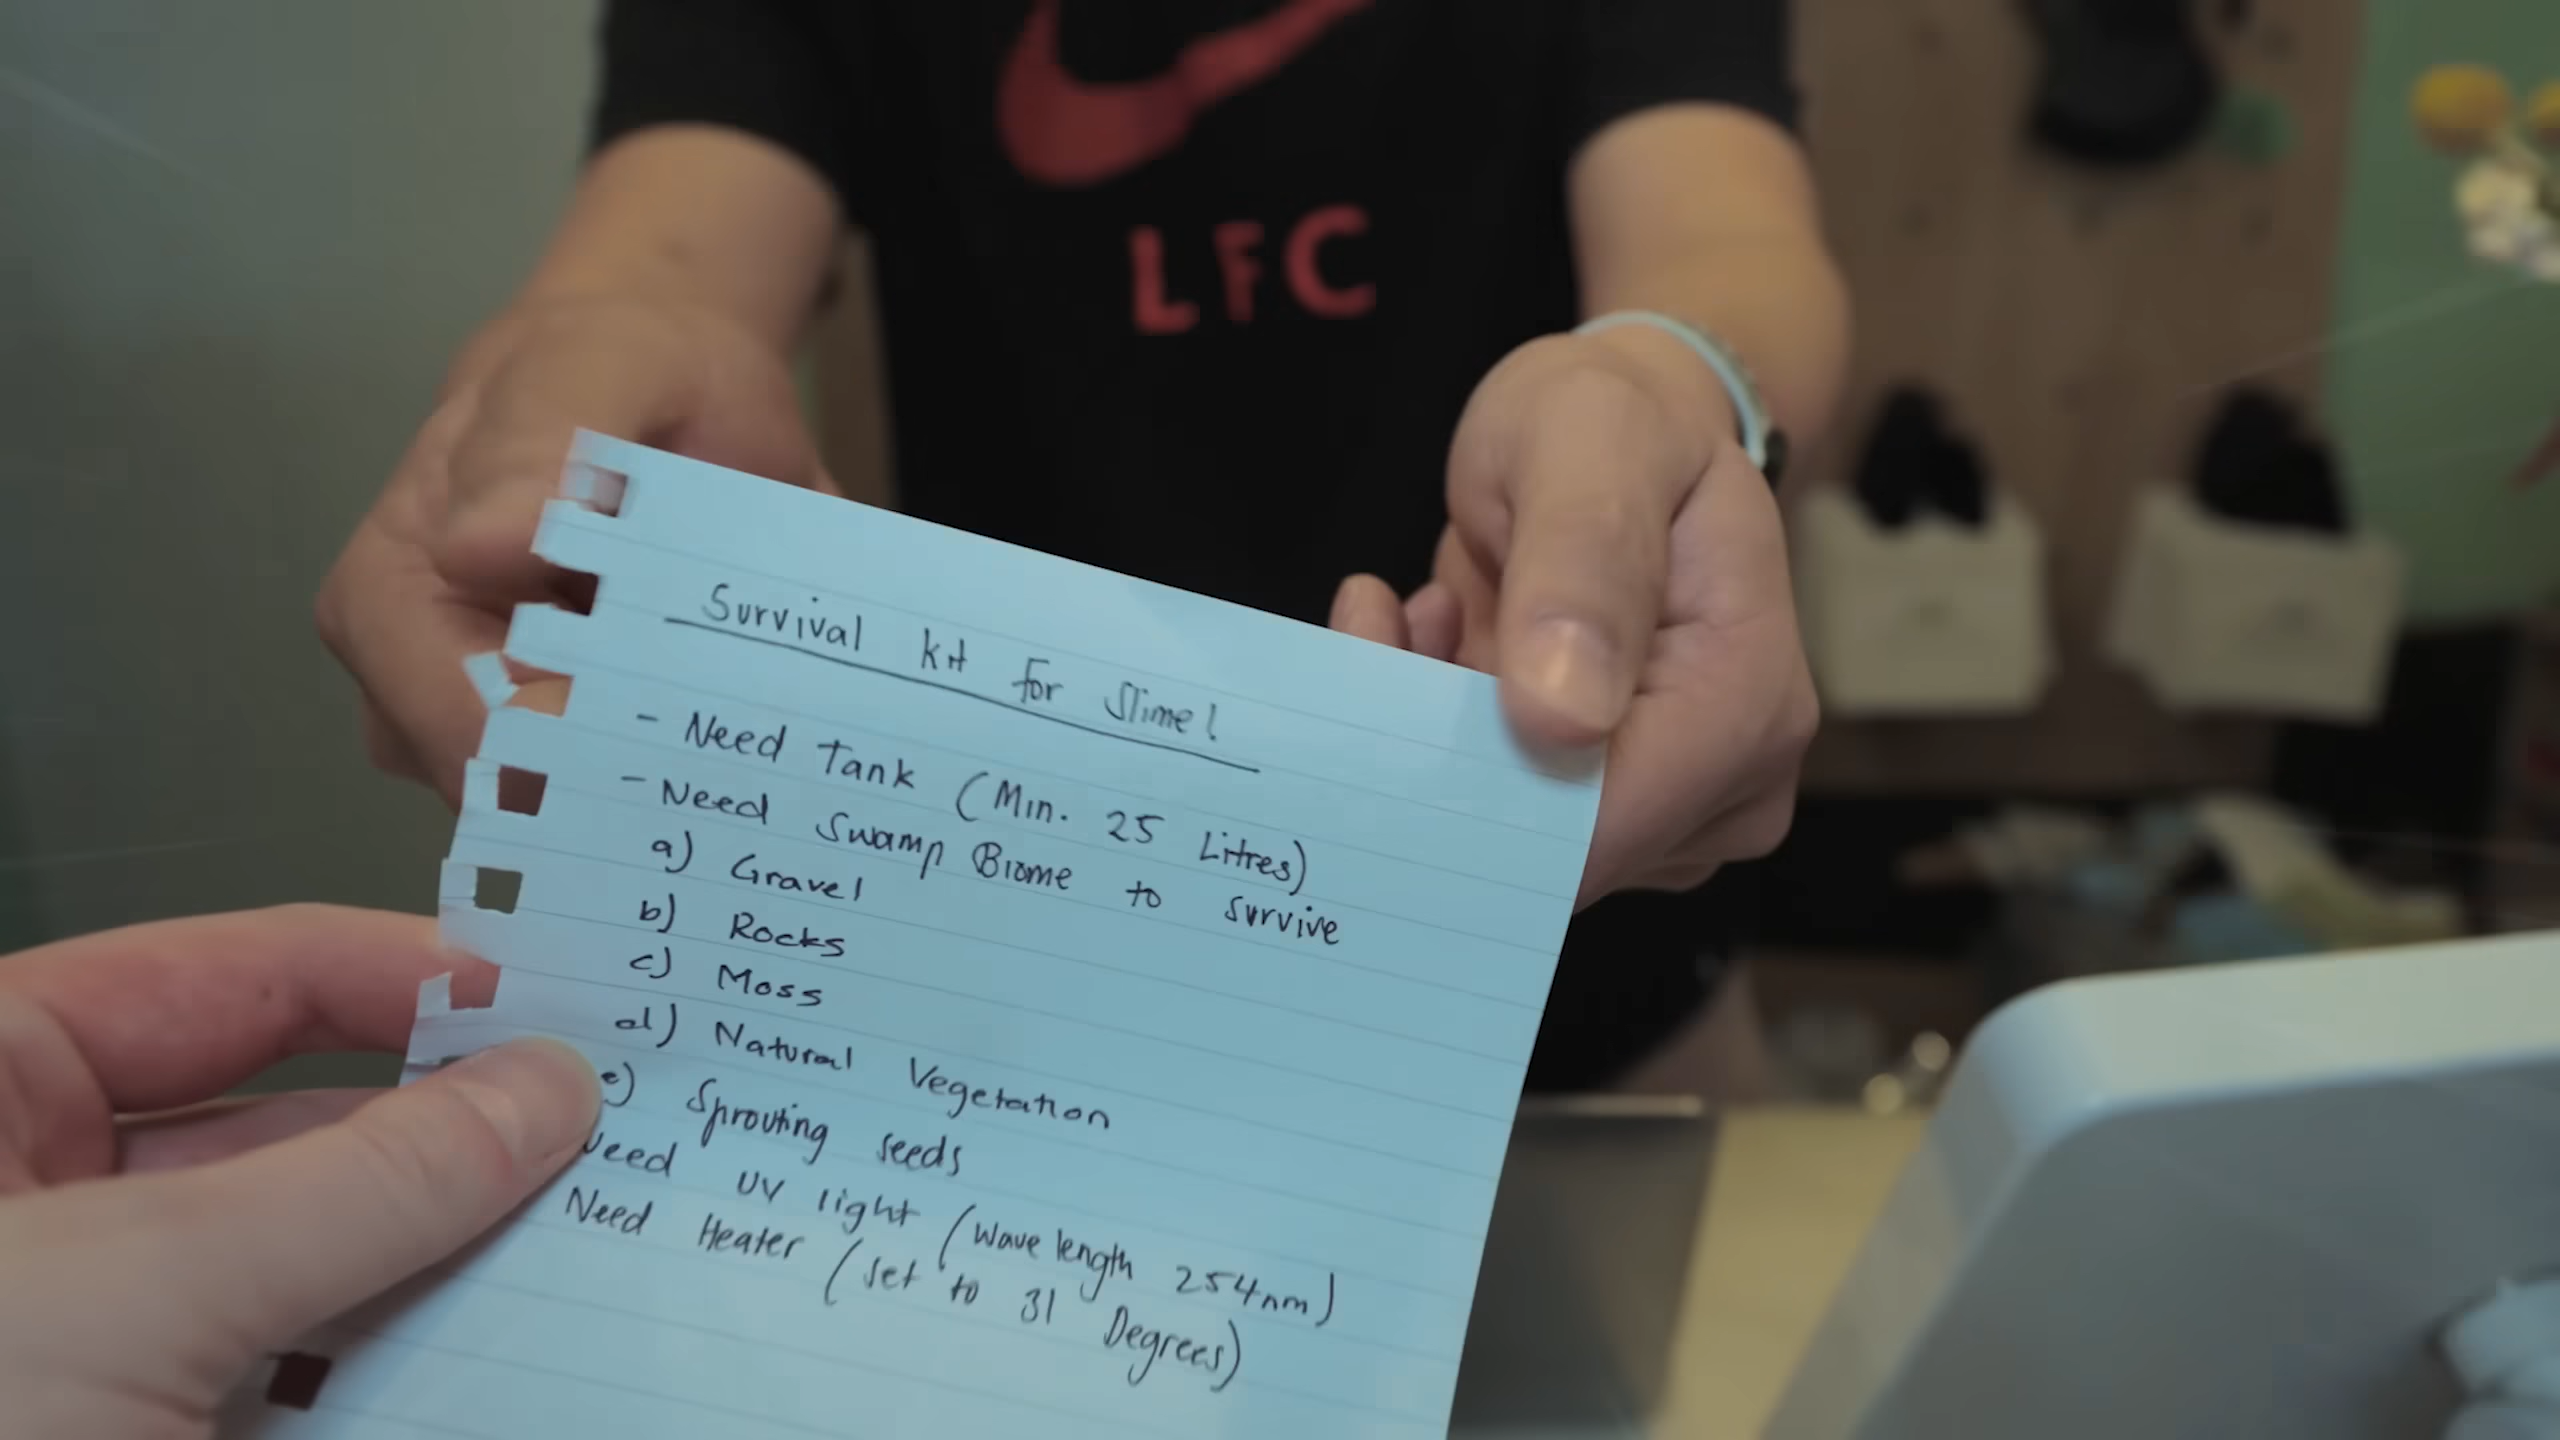 LFC
Survival kit for Slime!
- Need Tank (Min. 25 Litres)
- Need Swamp Biome to survive
a) Gravel
b) Rocks
c) Moss
d) Natural Vegetation
e) Sprouting seeds
Need UV light (Wave length 254nm)
Need Heater (set to 31 Degrees)